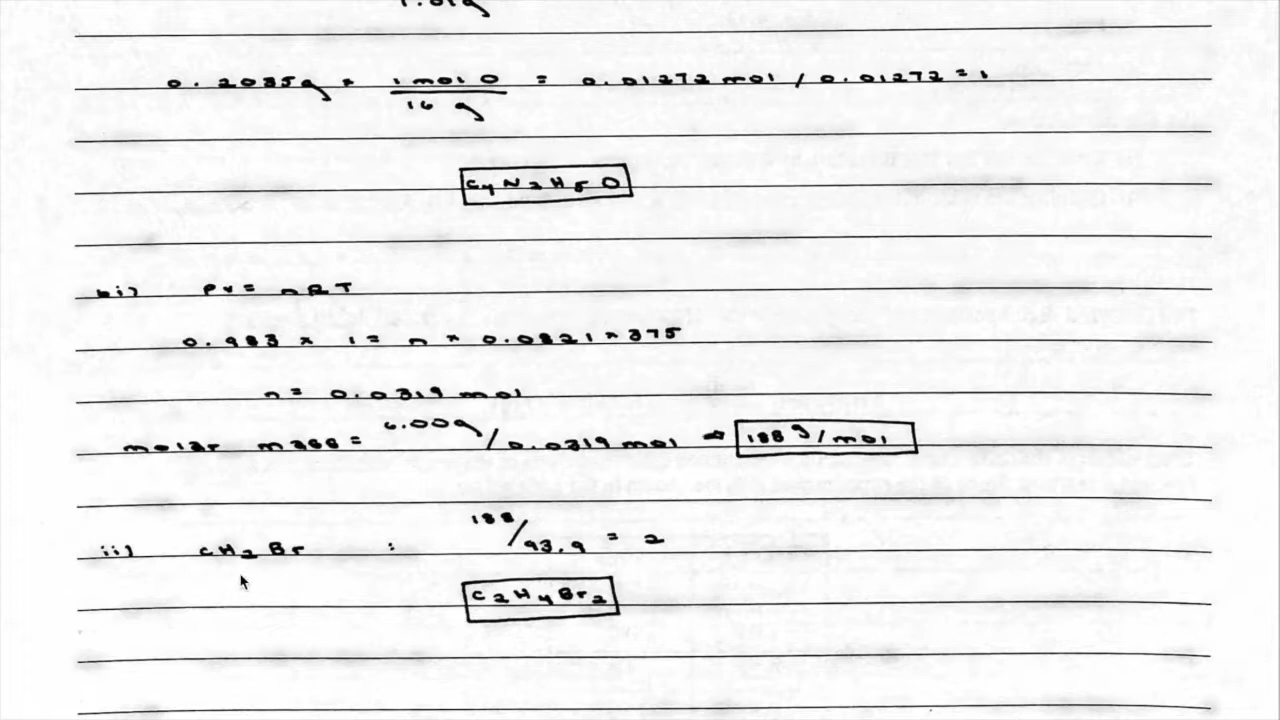 0.2035g × 1 mol O / 16 g = 0.01272 mol / 0.01272 = 1
C4N2H5O
bi) PV = nRT
0.983 × 1 = n × 0.0821 × 375
n = 0.0319 mol
molar mass = 6.00g / 0.0319 mol ⇒ 188 g/mol
ii) CH2Br : 188 / 93.9 = 2
C2H4Br2